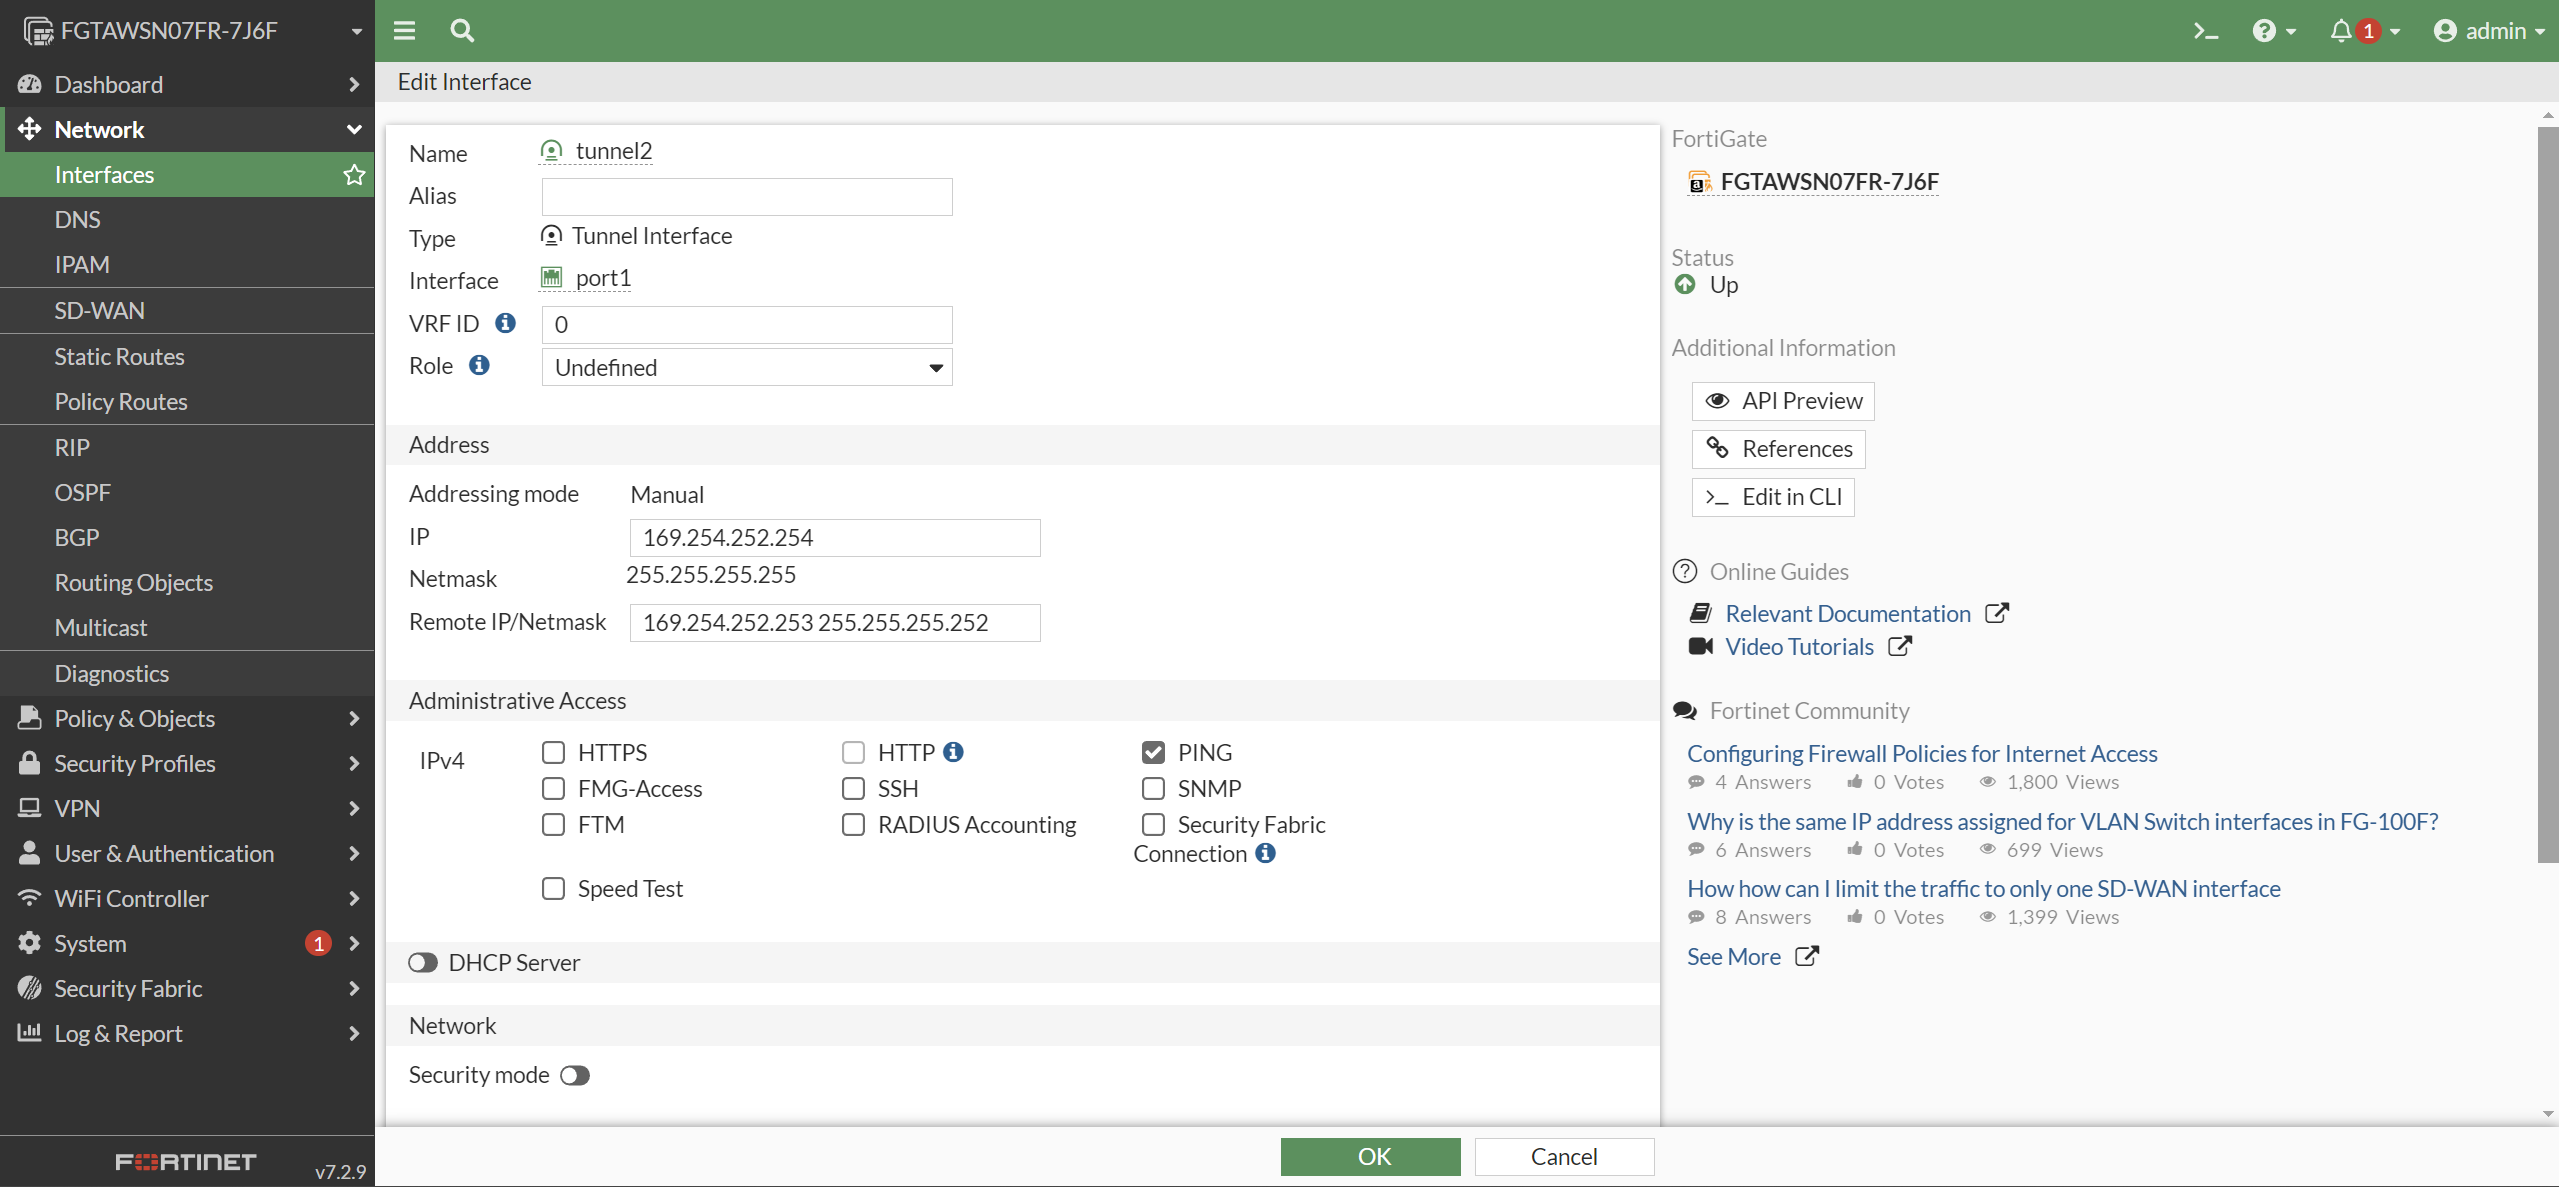 FGTAWSN07FR-7J6F
1
admin
Dashboard
Network
Interfaces
DNS
IPAM
SD-WAN
Static Routes
Policy Routes
RIP
OSPF
BGP
Routing Objects
Multicast
Diagnostics
Policy & Objects
Security Profiles
VPN
User & Authentication
WiFi Controller
System 1
Security Fabric
Log & Report
FORTINET
v7.2.9
Edit Interface
Name tunnel2
Alias
Type Tunnel Interface
Interface port1
VRF ID 0
Role Undefined
Address
Addressing mode Manual
IP 169.254.252.254
Netmask 255.255.255.255
Remote IP/Netmask 169.254.252.253 255.255.255.252
Administrative Access
IPv4 HTTPS HTTP PING
FMG-Access SSH SNMP
FTM RADIUS Accounting Security Fabric
Connection
Speed Test
DHCP Server
Network
Security mode
OK Cancel
FortiGate
FGTAWSN07FR-7J6F
Status
Up
Additional Information
API Preview
References
Edit in CLI
Online Guides
Relevant Documentation
Video Tutorials
Fortinet Community
Configuring Firewall Policies for Internet Access
4 Answers 0 Votes 1,800 Views
Why is the same IP address assigned for VLAN Switch interfaces in FG-100F?
6 Answers 0 Votes 699 Views
How how can I limit the traffic to only one SD-WAN interface
8 Answers 0 Votes 1,399 Views
See More